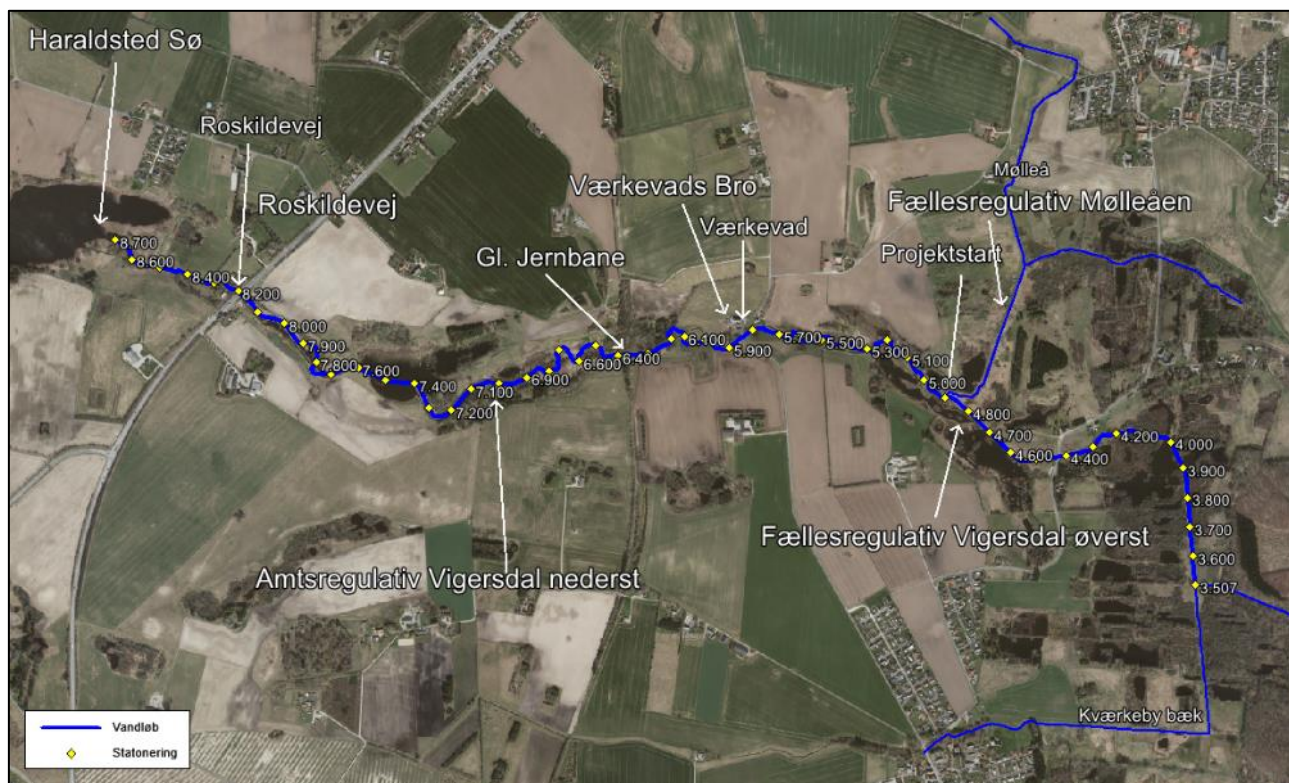 Haraldsted Sø
Roskildevej
Roskildevej
Værkevads Bro
Værkevad
Gl. Jernbane
Mølleå
Fællesregulativ Mølleåen
Projektstart
8.700
8.600
8.400
8.200
8.000
7.900
7.800
7.600
7.400
7.200
7.100
6.900
6.600
6.400
6.100
5.900
5.700
5.500
5.300
5.100
5.000
4.800
4.700
4.600
4.400
4.200
4.000
3.900
3.800
3.700
3.600
3.507
Fællesregulativ Vigersdal øverst
Amtsregulativ Vigersdal nederst
Kværkeby bæk
Vandløb
Statonering